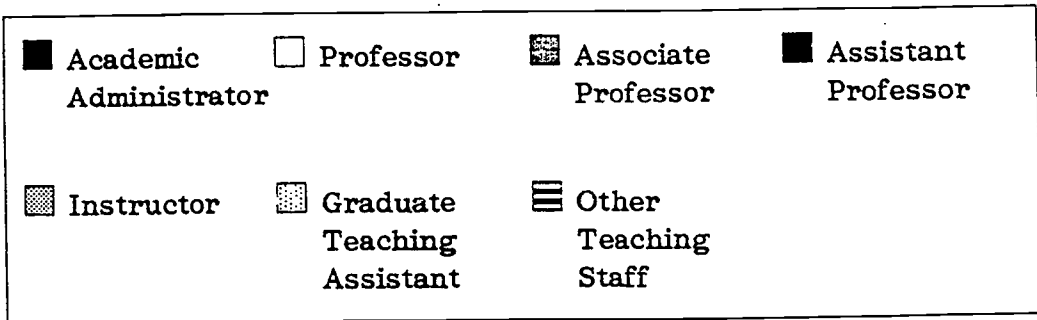 Academic Administrator
Professor
Associate Professor
Assistant Professor
Instructor
Graduate Teaching Assistant
Other Teaching Staff